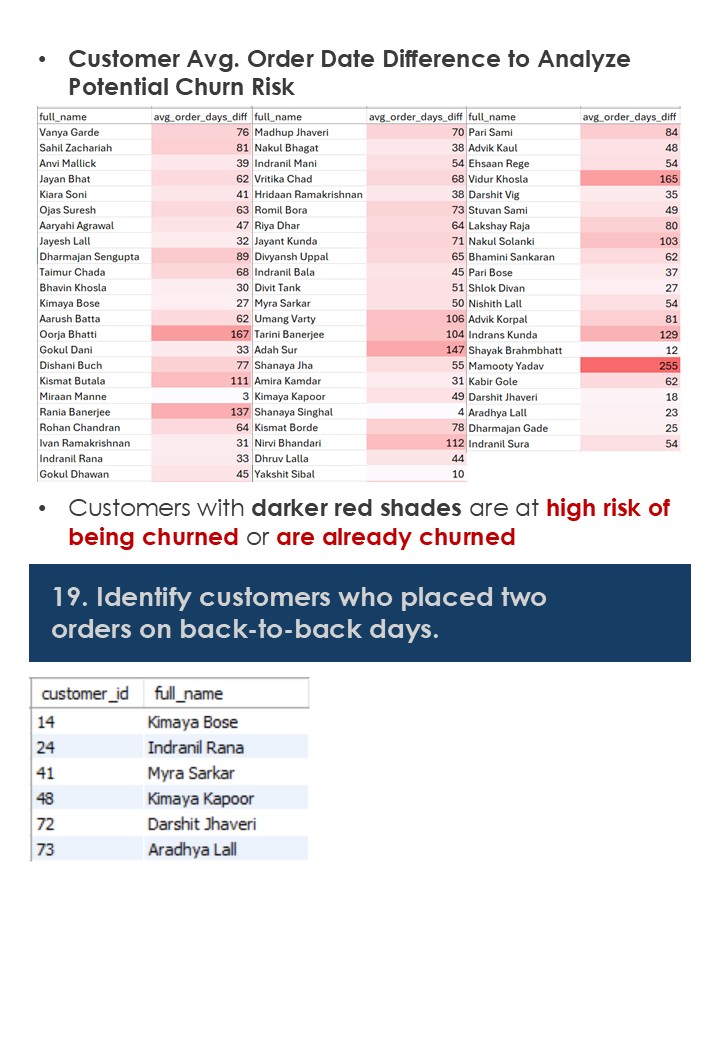 • Customer Avg. Order Date Difference to Analyze
Potential Churn Risk
full_name avg_order_days_diff full_name avg_order_days_diff full_name avg_order_days_diff
Vanya Garde 76 Madhup Jhaveri 70 Pari Sami 84
Sahil Zachariah 81 Nakul Bhagat 38 Advik Kaul 48
Anvi Mallick 39 Indranil Mani 54 Ehsaan Rege 54
Jayan Bhat 62 Vritika Chad 68 Vidur Khosla 165
Kiara Soni 41 Hridaan Ramakrishnan 38 Darshit Vig 35
Ojas Suresh 63 Romil Bora 73 Stuvan Sami 49
Aaryahi Agrawal 47 Riya Dhar 64 Lakshay Raja 80
Jayesh Lall 32 Jayant Kunda 71 Nakul Solanki 103
Dharmajan Sengupta 89 Divyansh Uppal 65 Bhamini Sankaran 62
Taimur Chada 68 Indranil Bala 45 Pari Bose 37
Bhavin Khosla 30 Divit Tank 51 Shlok Divan 27
Kimaya Bose 27 Myra Sarkar 50 Nishith Lall 54
Aarush Batta 62 Umang Varty 106 Advik Korpal 81
Oorja Bhatti 167 Tarini Banerjee 104 Indrans Kunda 129
Gokul Dani 33 Adah Sur 147 Shayak Brahmbhatt 12
Dishani Buch 77 Shanaya Jha 55 Mamooty Yadav 255
Kismat Butala 111 Amira Kamdar 31 Kabir Gole 62
Miraan Manne 3 Kimaya Kapoor 49 Darshit Jhaveri 18
Rania Banerjee 137 Shanaya Singhal 4 Aradhya Lall 23
Rohan Chandran 64 Kismat Borde 78 Dharmajan Gade 25
Ivan Ramakrishnan 31 Nirvi Bhandari 112 Indranil Sura 54
Indranil Rana 33 Dhruv Lalla 44
Gokul Dhawan 45 Yakshit Sibal 10
• Customers with darker red shades are at high risk of
being churned or are already churned
19. Identify customers who placed two
orders on back-to-back days.
customer_id full_name
14 Kimaya Bose
24 Indranil Rana
41 Myra Sarkar
48 Kimaya Kapoor
72 Darshit Jhaveri
73 Aradhya Lall